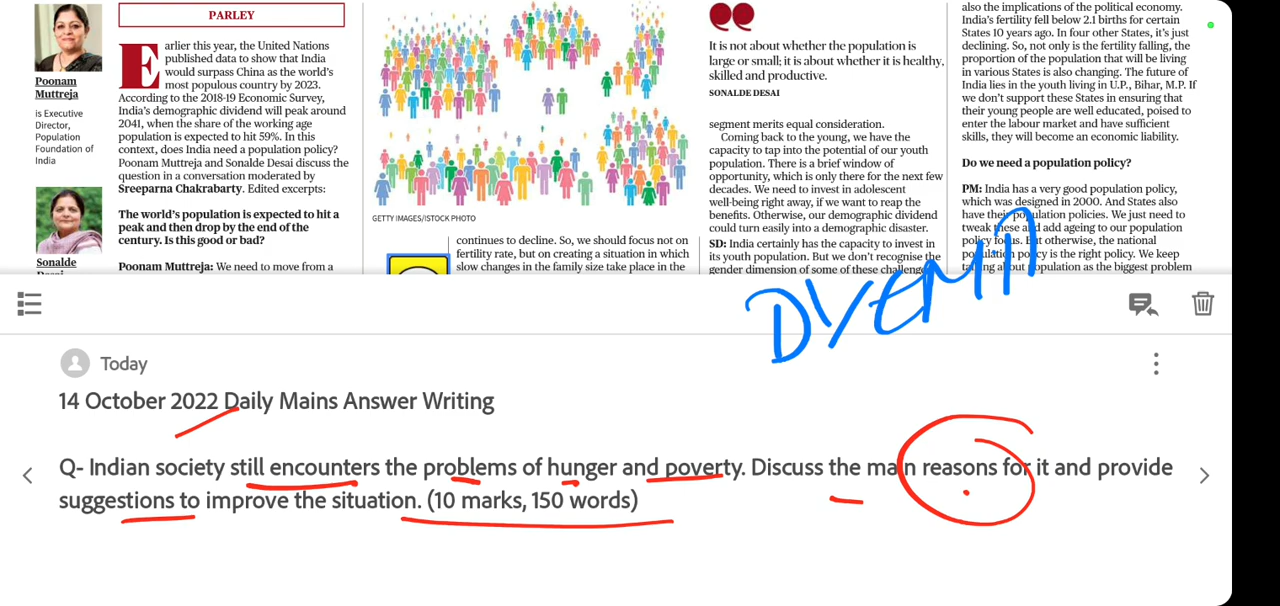 Poonam
Muttreja
is Executive
Director,
Population
Foundation of
India
Sonalde
PARLEY
Earlier this year, the United Nations
published data to show that India
would surpass China as the world's
most populous country by 2023.
According to the 2018-19 Economic Survey,
India's demographic dividend will peak around
2041, when the share of the working age
population is expected to hit 59%. In this
context, does India need a population policy?
Poonam Muttreja and Sonalde Desai discuss the
question in a conversation moderated by
Sreeparna Chakrabarty. Edited excerpts:
The world's population is expected to hit a
peak and then drop by the end of the
century. Is this good or bad?
Poonam Muttreja: We need to move from a
GETTY IMAGES/ISTOCK PHOTO
continues to decline. So, we should focus not on
fertility rate, but on creating a situation in which
slow changes in the family size take place in the
It is not about whether the population is
large or small; it is about whether it is healthy,
skilled and productive.
SONALDE DESAI
segment merits equal consideration.
Coming back to the young, we have the
capacity to tap into the potential of our youth
population. There is a brief window of
opportunity, which is only there for the next few
decades. We need to invest in adolescent
well-being right away, if we want to reap the
benefits. Otherwise, our demographic dividend
could turn easily into a demographic disaster.
SD: India certainly has the capacity to invest in
its youth population. But we don't recognise the
gender dimension of some of these
also the implications of the political economy.
India's fertility fell below 2.1 births for certain
States 10 years ago. In four other States, it's just
declining. So, not only is the fertility falling, the
proportion of the population that will be living
in various States is also changing. The future of
India lies in the youth living in U.P., Bihar, M.P. If
we don't support these States in ensuring that
their young people are well educated, poised to
enter the labour market and have sufficient
skills, they will become an economic liability.
Do we need a population policy?
PM: India has a very good population policy,
which was designed in 2000. And States also
have their population policies. We just need to
tweak these and add ageing to our population
policy focus. But otherwise, the national
population policy is the right policy. We keep
talking about population as the biggest problem
Today
14 October 2022 Daily Mains Answer Writing
Q- Indian society still encounters the problems of hunger and poverty. Discuss the main reasons for it and provide
suggestions to improve the situation. (10 marks, 150 words)